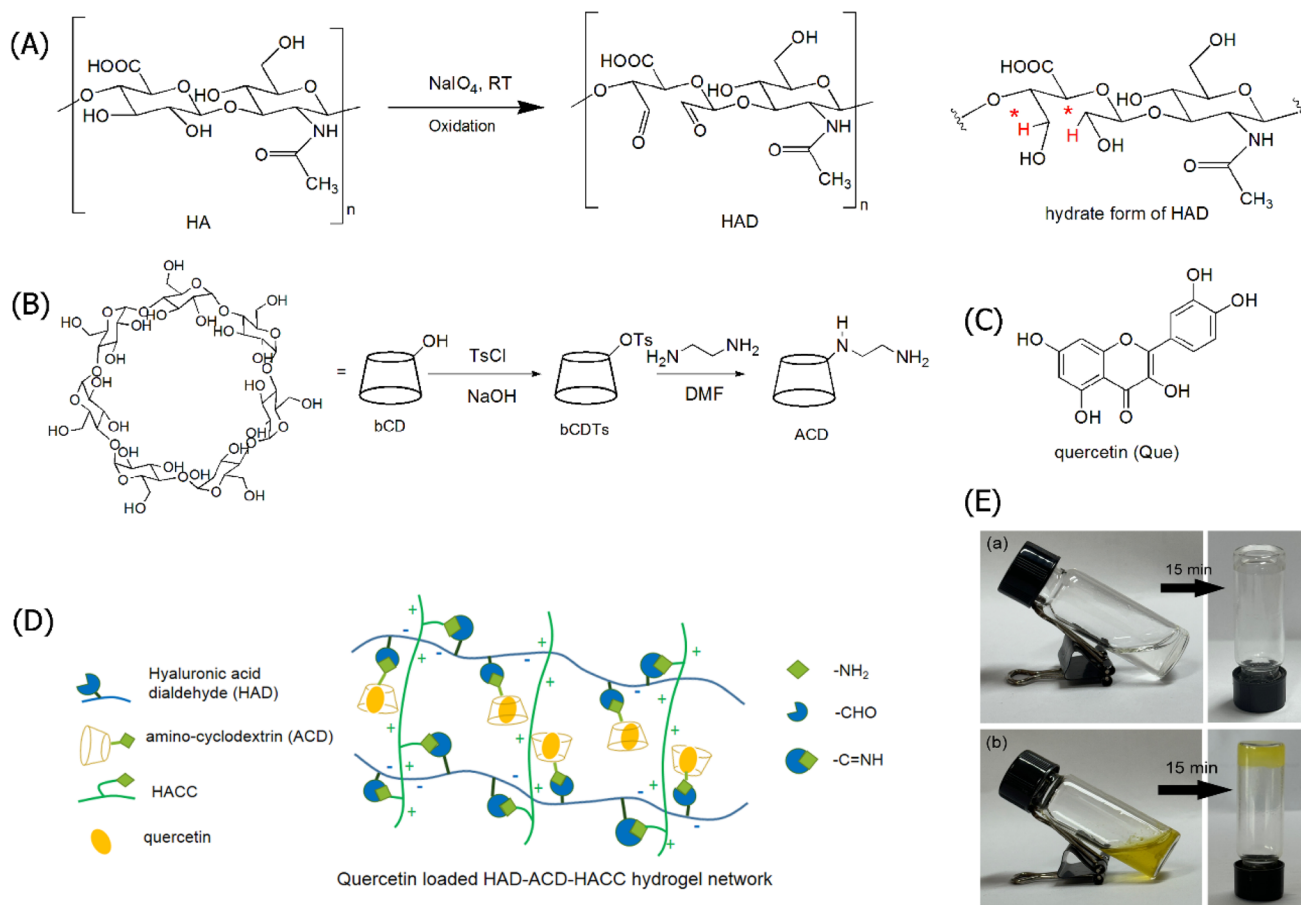 (A)
HOOC
OH
O
O
HO
O
HO
OH
O
NH
O
CH3
n
HA
NaIO4, RT
Oxidation
OH
HOOC
O
HO
O
O
O
O
O
NH
O
CH3
n
HAD
OH
HOOC
O
O
HO
O
*
H
*
H
O
HO
OH
NH
O
CH3
hydrate form of HAD
(B)
=
OH
bCD
TsCl
NaOH
OTs
bCDTs
H2N
NH2
DMF
H
N
NH2
ACD
(C)
HO
OH
HO
O
OH
OH
O
quercetin (Que)
(D)
Hyaluronic acid
dialdehyde (HAD)
amino-cyclodextrin (ACD)
HACC
quercetin
-NH2
-CHO
-C=NH
Quercetin loaded HAD-ACD-HACC hydrogel network
(E)
(a)
15 min
(b)
15 min